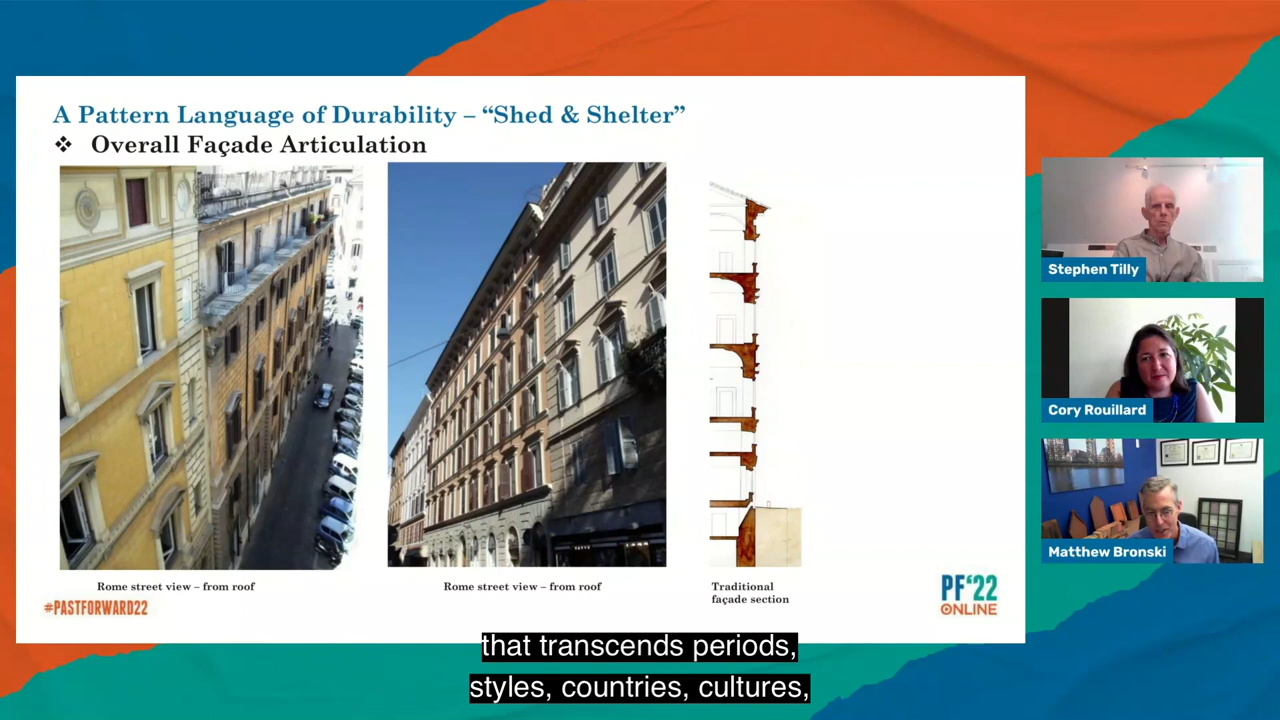 A Pattern Language of Durability – “Shed & Shelter”
❖ Overall Façade Articulation
Rome street view – from roof
Rome street view – from roof
Traditional
façade section
#PASTFORWARD22
PF‘22
ONLINE
Stephen Tilly
Cory Rouillard
Matthew Bronski
that transcends periods,
styles, countries, cultures,